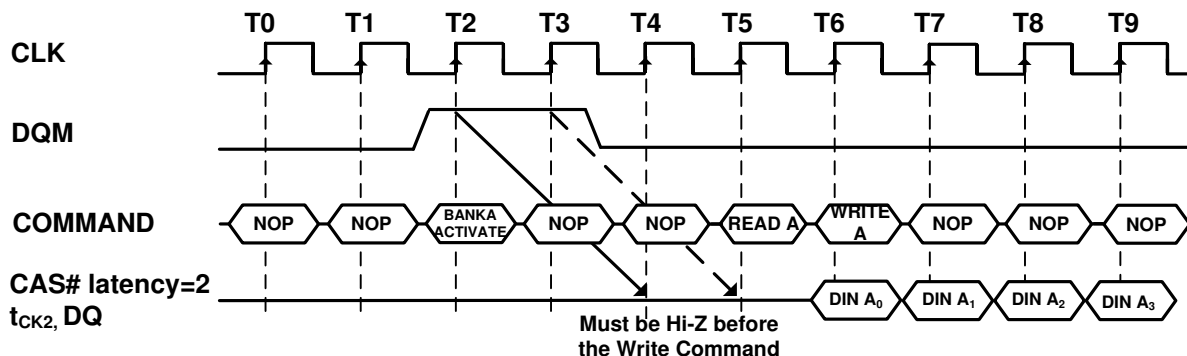 T0 T1 T2 T3 T4 T5 T6 T7 T8 T9
CLK
DQM
COMMAND NOP NOP BANKA ACTIVATE NOP NOP READ A WRITE A NOP NOP NOP
CAS# latency=2
tCK2, DQ DIN A0 DIN A1 DIN A2 DIN A3
Must be Hi-Z before
the Write Command